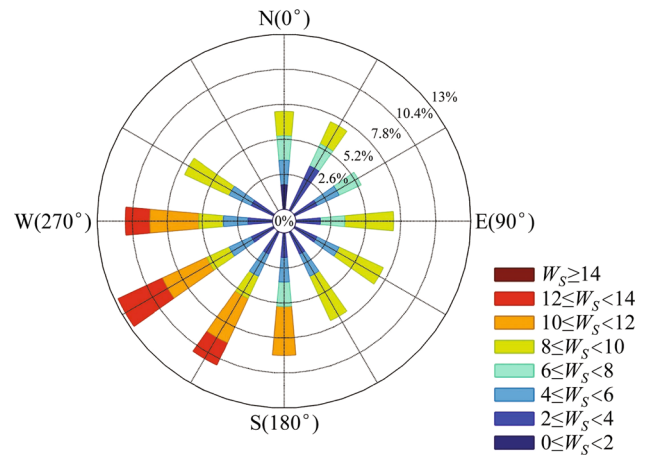 N(0°)
13%
10.4%
7.8%
5.2%
2.6%
W(270°)
0%
E(90°)
S(180°)
W_S≥14
12≤W_S<14
10≤W_S<12
8≤W_S<10
6≤W_S<8
4≤W_S<6
2≤W_S<4
0≤W_S<2